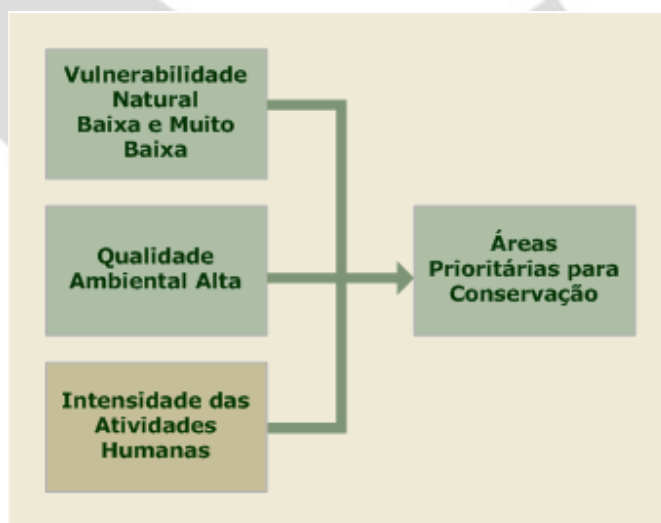 Vulnerabilidade
Natural
Baixa e Muito
Baixa
Qualidade
Ambiental Alta
Intensidade das
Atividades
Humanas
Áreas
Prioritárias para
Conservação